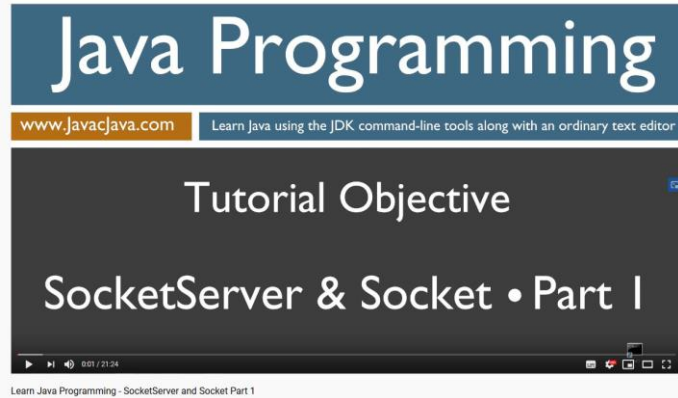 Java Programming
www.JavacJava.com
Learn Java using the JDK command-line tools along with an ordinary text editor
Tutorial Objective
SocketServer & Socket • Part 1
0:01 / 21:24
Learn Java Programming - SocketServer and Socket Part 1